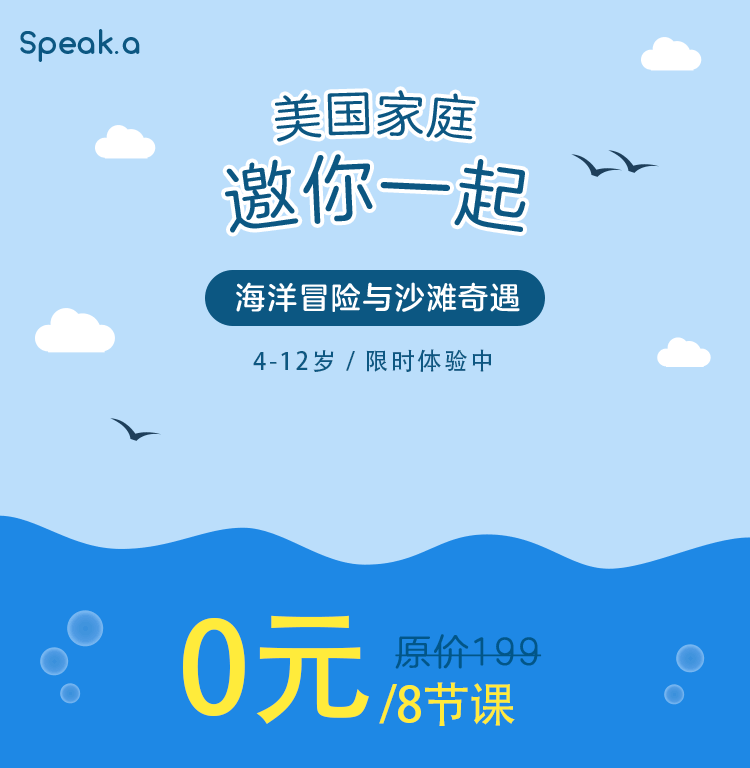 Speak.a
美国家庭
邀你一起
海洋冒险与沙滩奇遇
4-12岁 / 限时体验中
0元
原价199
/8节课